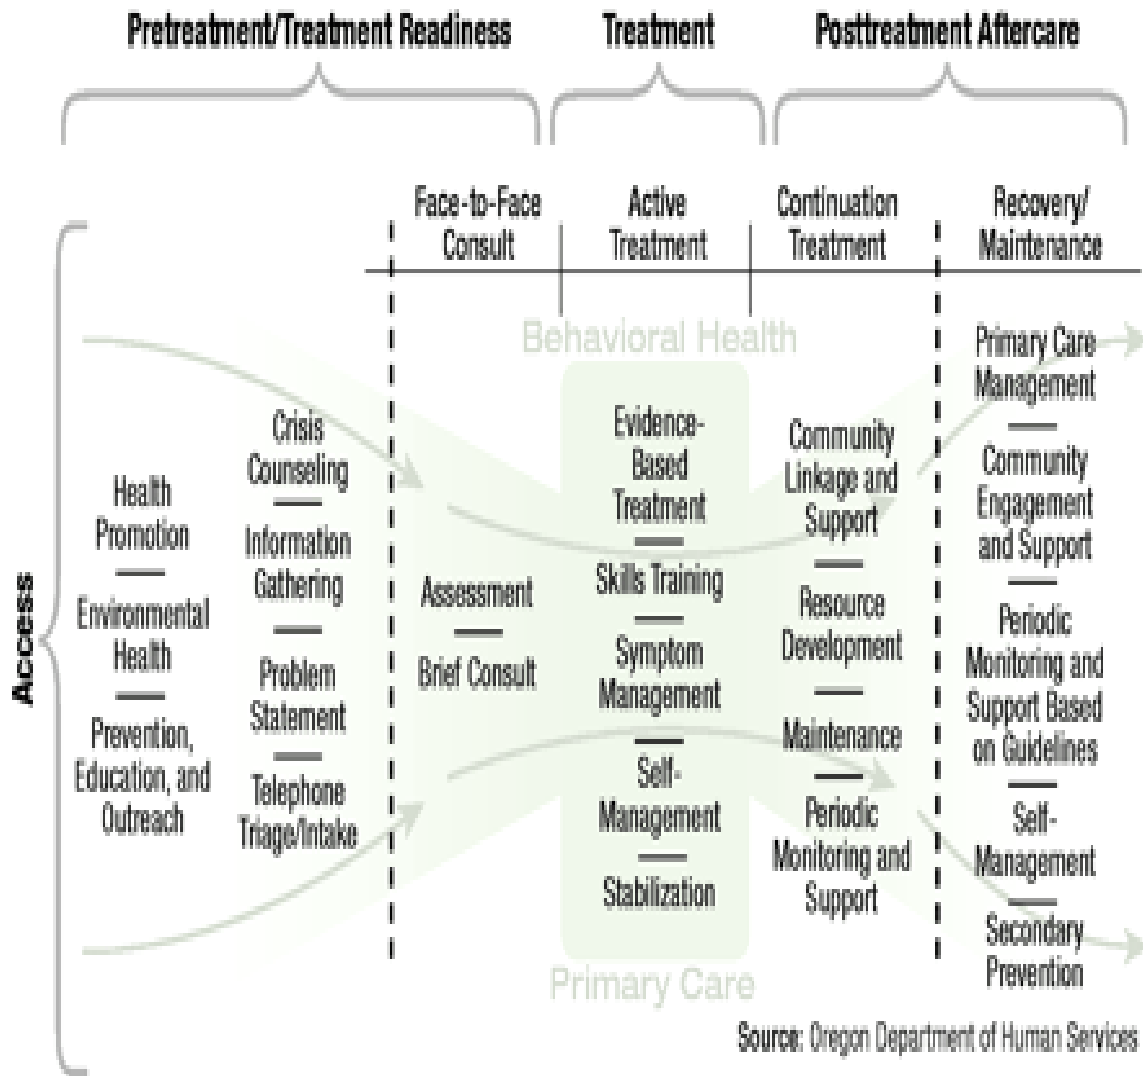 Pretreatment/Treatment Readiness
Treatment
Posttreatment Aftercare
Face-to-Face
Consult
Active
Treatment
Continuation
Treatment
Recovery/
Maintenance
Access
Behavioral Health
Health
Promotion
Environmental
Health
Prevention,
Education, and
Outreach
Crisis
Counseling
Information
Gathering
Problem
Statement
Telephone
Triage/Intake
Assessment
Brief Consult
Evidence-
Based
Treatment
Skills Training
Symptom
Management
Self-
Management
Stabilization
Community
Linkage and
Support
Resource
Development
Maintenance
Periodic
Monitoring and
Support
Primary Care
Management
Community
Engagement
and Support
Periodic
Monitoring and
Support Based
on Guidelines
Self-
Management
Secondary
Prevention
Primary Care
Source: Oregon Department of Human Services